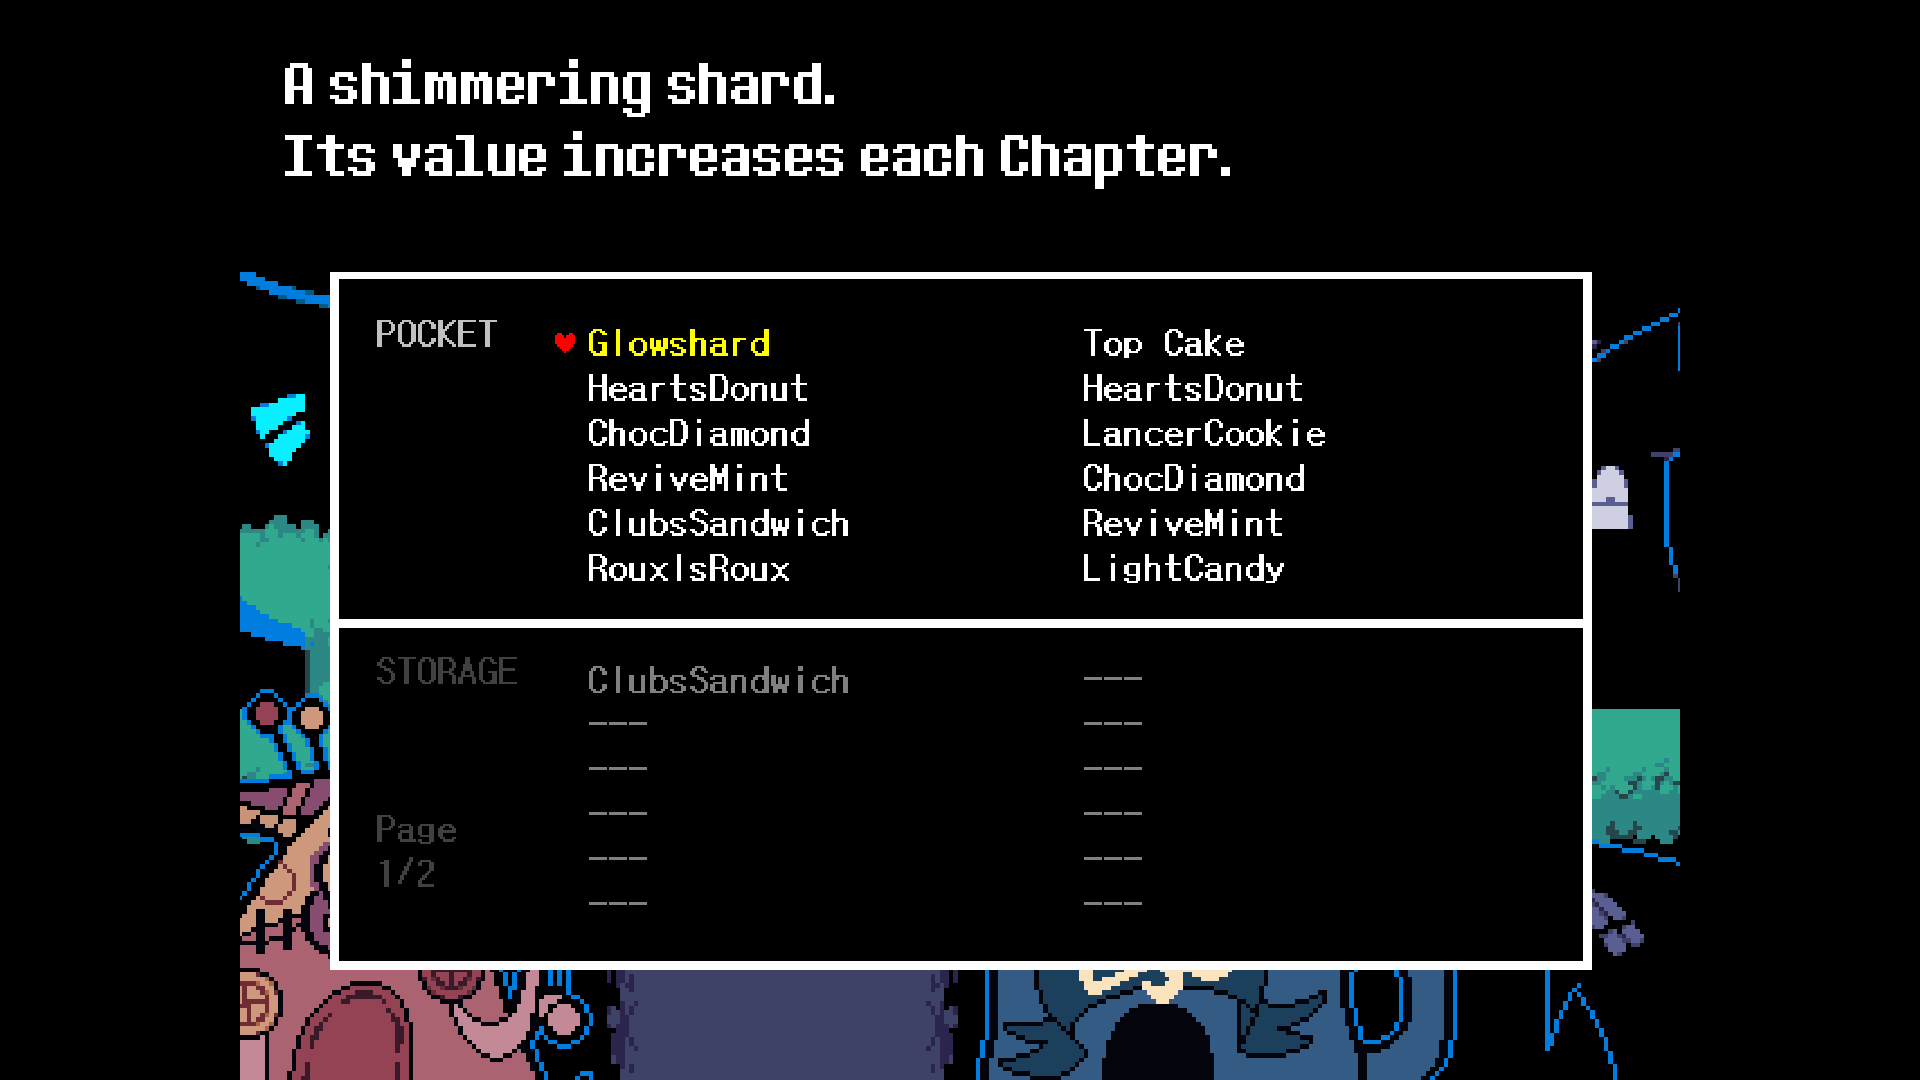 A shimmering shard.
Its value increases each Chapter.
POCKET
Glowshard Top Cake
HeartsDonut HeartsDonut
ChocDiamond LancerCookie
ReviveMint ChocDiamond
ClubsSandwich ReviveMint
RouxlsRoux LightCandy
STORAGE
ClubsSandwich ---
--- ---
--- ---
--- ---
--- ---
--- ---
Page
1/2